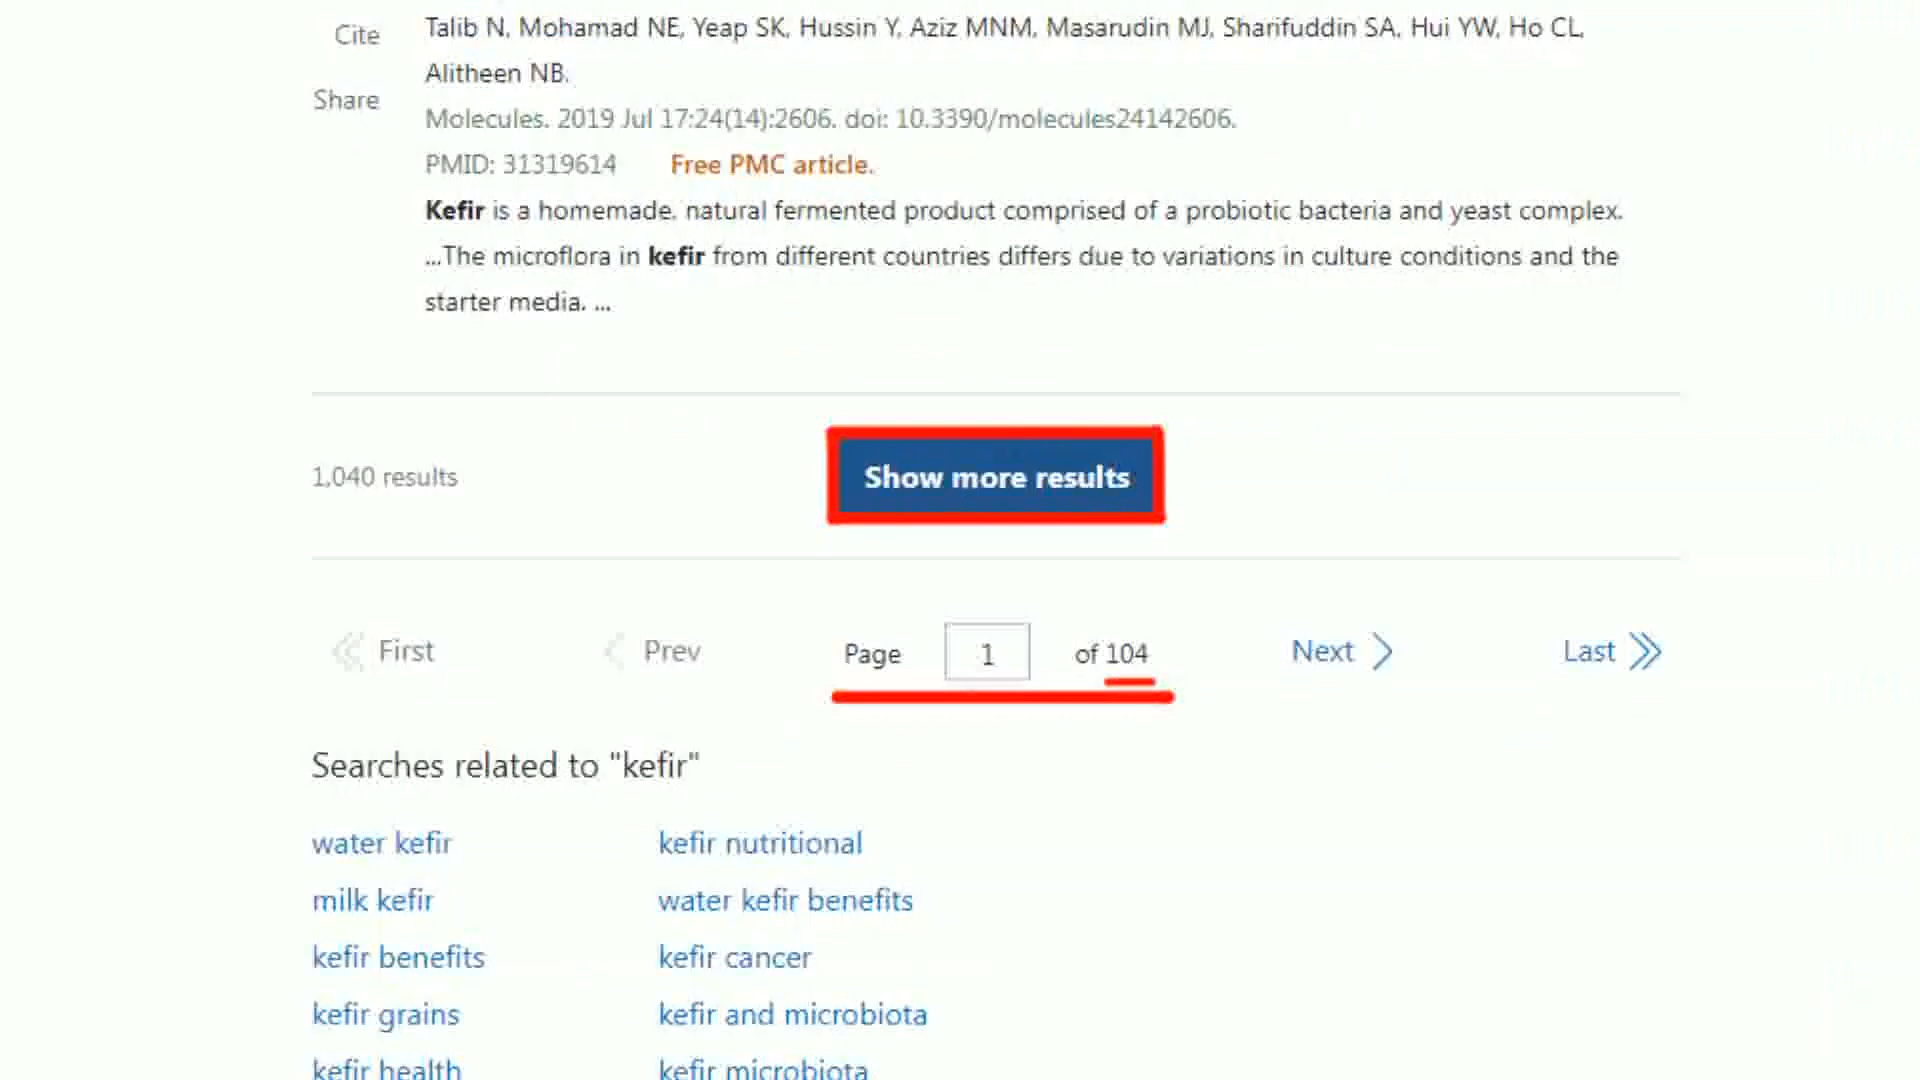 Cite
Talib N, Mohamad NE, Yeap SK, Hussin Y, Aziz MNM, Masarudin MJ, Sharifuddin SA, Hui YW, Ho CL,
Alitheen NB.
Share
Molecules. 2019 Jul 17;24(14):2606. doi: 10.3390/molecules24142606.
PMID: 31319614 Free PMC article.
Kefir is a homemade, natural fermented product comprised of a probiotic bacteria and yeast complex.
...The microflora in kefir from different countries differs due to variations in culture conditions and the
starter media. ...
1,040 results
Show more results
First Prev Page 1 of 104 Next Last
Searches related to "kefir"
water kefir
milk kefir
kefir benefits
kefir grains
kefir health
kefir nutritional
water kefir benefits
kefir cancer
kefir and microbiota
kefir microbiota